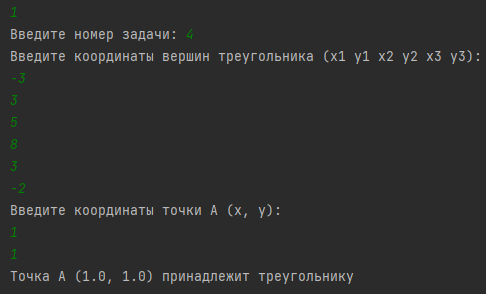 1
Введите номер задачи: 4
Введите координаты вершин треугольника (x1 y1 x2 y2 x3 y3):
-3
3
5
8
3
-2
Введите координаты точки A (x, y):
1
1
Точка A (1.0, 1.0) принадлежит треугольнику